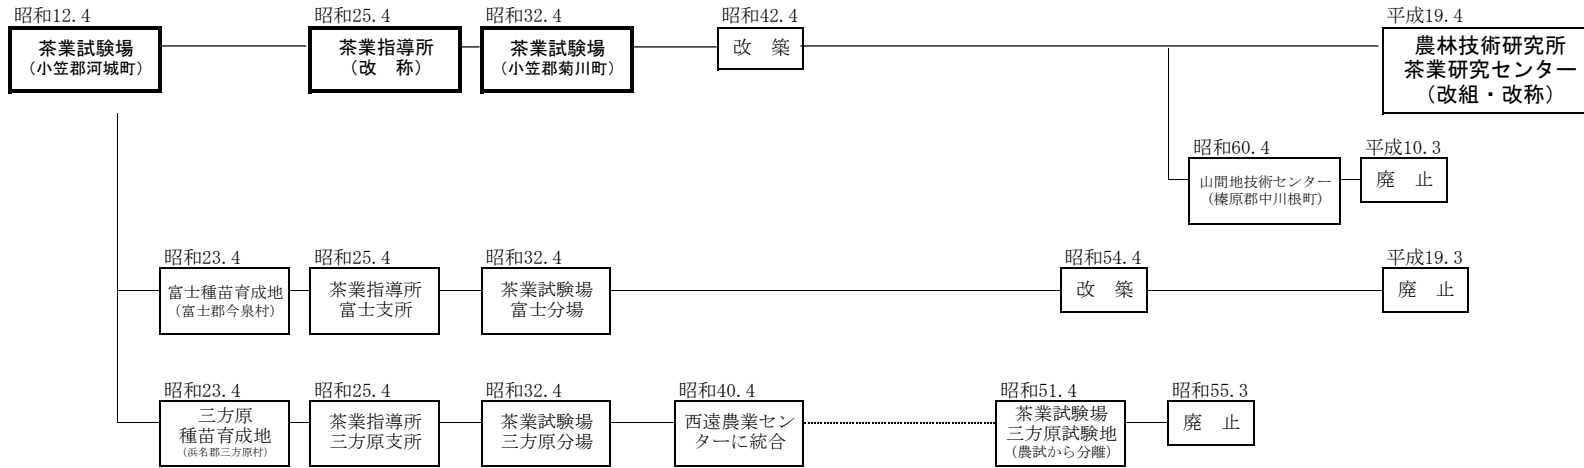 昭和12.4
茶業試験場
（小笠郡河城町）
昭和25.4
茶業指導所
（改　称）
昭和32.4
茶業試験場
（小笠郡菊川町）
昭和42.4
改　築
平成19.4
農林技術研究所
茶業研究センター
（改組・改称）
昭和60.4
山間地技術センター
（榛原郡中川根町）
平成10.3
廃　止
昭和23.4
富士種苗育成地
（富士郡今泉村）
昭和25.4
茶業指導所
富士支所
昭和32.4
茶業試験場
富士分場
昭和54.4
改　築
平成19.3
廃　止
昭和23.4
三方原
種苗育成地
（浜名郡三方原村）
昭和25.4
茶業指導所
三方原支所
昭和32.4
茶業試験場
三方原分場
昭和40.4
西遠農業セン
ターに統合
昭和51.4
茶業試験場
三方原試験地
（農試から分離）
昭和55.3
廃　止